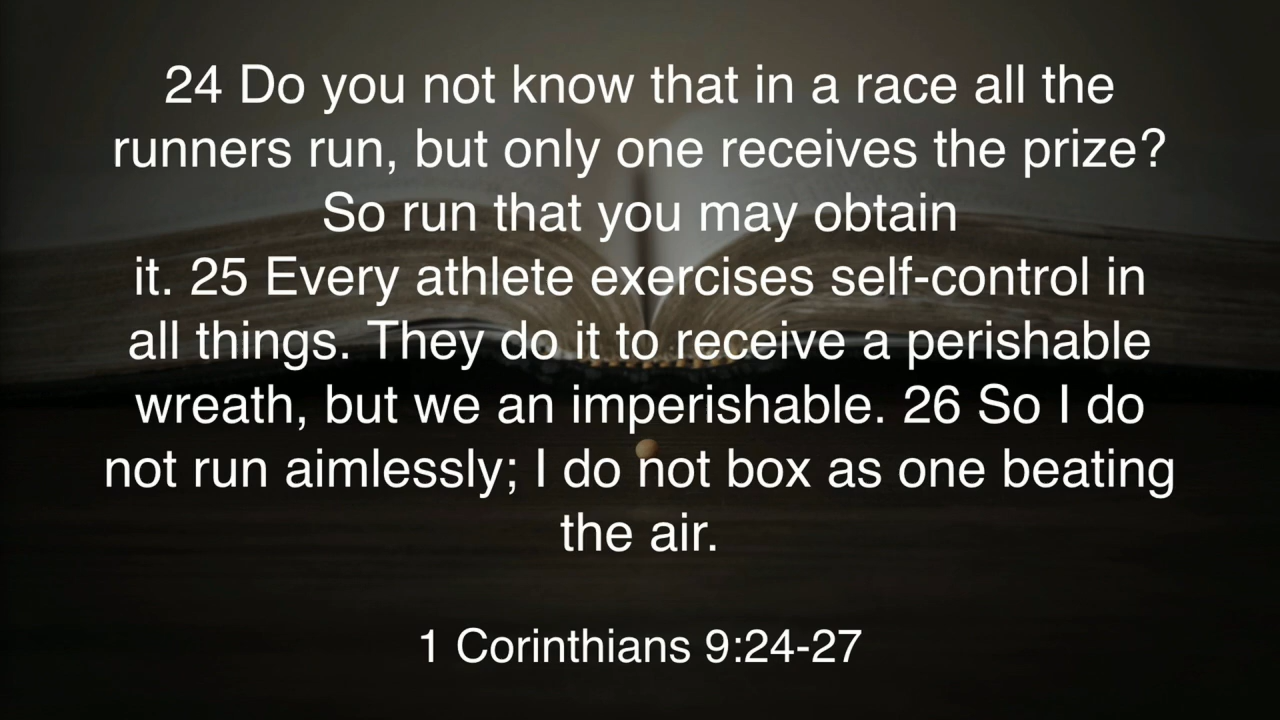 24 Do you not know that in a race all the
runners run, but only one receives the prize?
So run that you may obtain
it. 25 Every athlete exercises self-control in
all things. They do it to receive a perishable
wreath, but we an imperishable. 26 So I do
not run aimlessly; I do not box as one beating
the air.
1 Corinthians 9:24-27